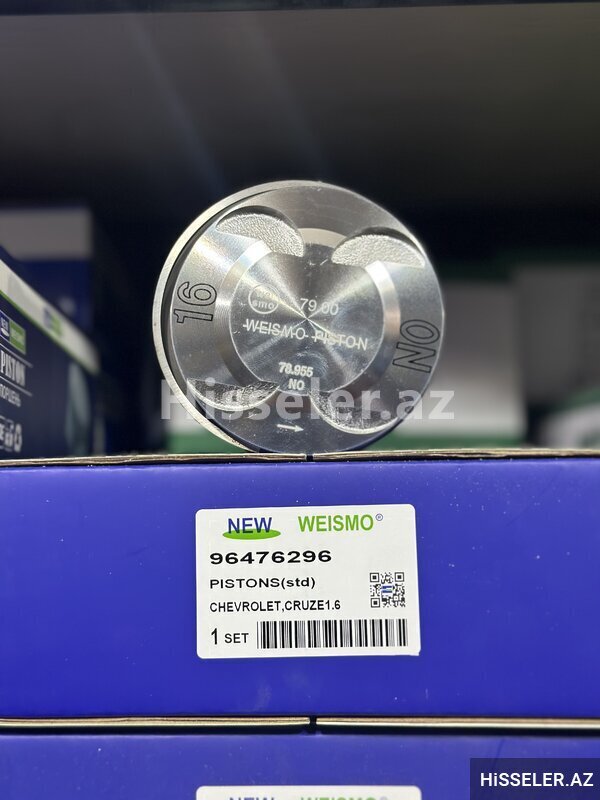 16
smo
79.00
WEISMO PISTON
78.955
NO
NO
Hisseler.az
PISTON
NEW WEISMO®
96476296
PISTONS(std)
CHEVROLET,CRUZE1.6
1 SET
HiSSELER.AZ